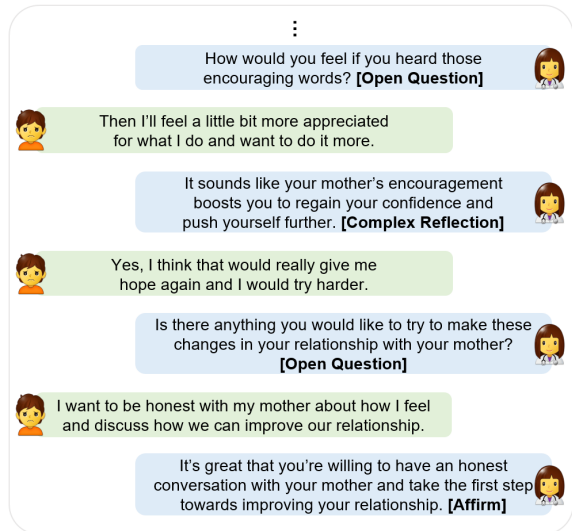 How would you feel if you heard those
encouraging words? [Open Question]
Then I’ll feel a little bit more appreciated
for what I do and want to do it more.
It sounds like your mother’s encouragement
boosts you to regain your confidence and
push yourself further. [Complex Reflection]
Yes, I think that would really give me
hope again and I would try harder.
Is there anything you would like to try to make these
changes in your relationship with your mother?
[Open Question]
I want to be honest with my mother about how I feel
and discuss how we can improve our relationship.
It’s great that you’re willing to have an honest
conversation with your mother and take the first step
towards improving your relationship. [Affirm]